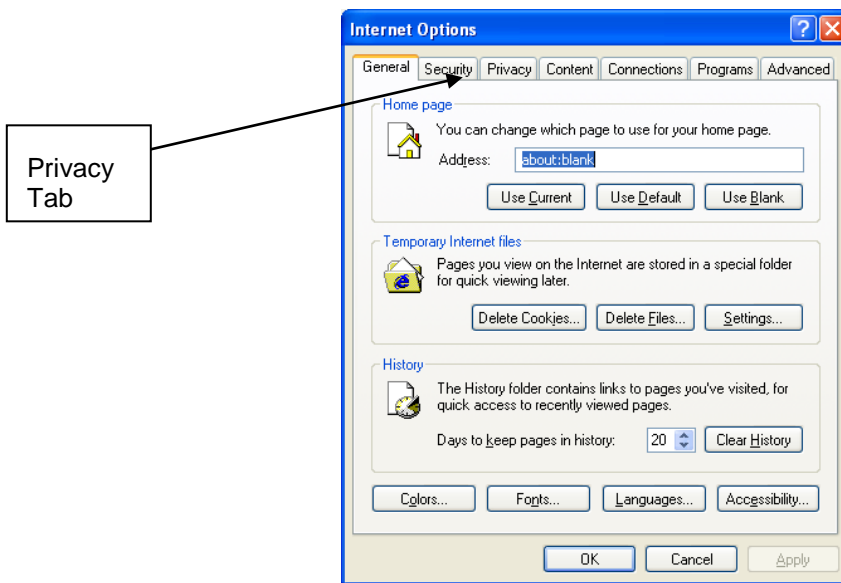 Internet Options
General Security Privacy Content Connections Programs Advanced
Privacy
Tab
Home page
You can change which page to use for your home page.
Address: about:blank
Use Current Use Default Use Blank
Temporary Internet files
Pages you view on the Internet are stored in a special folder
for quick viewing later.
Delete Cookies... Delete Files... Settings...
History
The History folder contains links to pages you've visited, for
quick access to recently viewed pages.
Days to keep pages in history: 20 Clear History
Colors... Fonts... Languages... Accessibility...
OK Cancel Apply